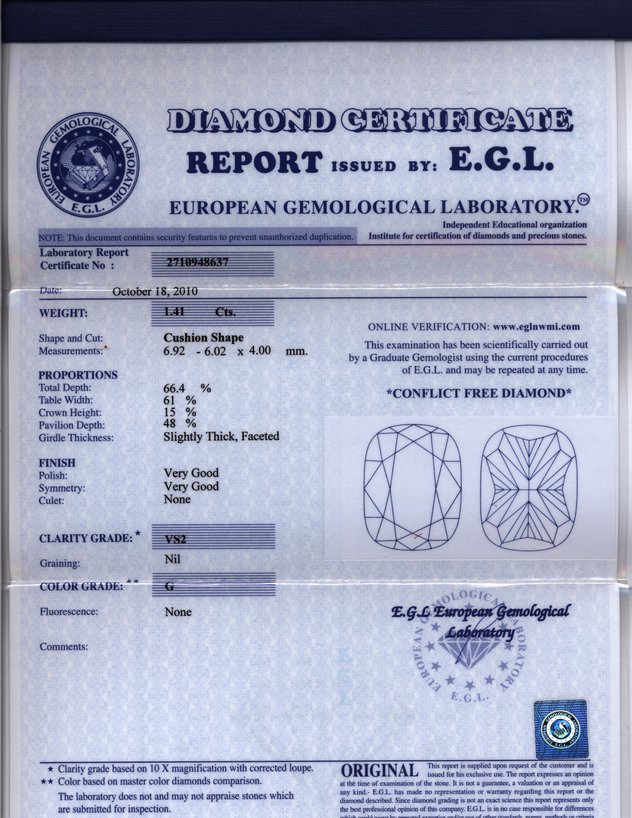 EUROPEAN GEMOLOGICAL LABORATORY
E.G.L.
DIAMOND CERTIFICATE
REPORT ISSUED BY: E.G.L.
EUROPEAN GEMOLOGICAL LABORATORY.™
Independent Educational organization
NOTE: This document contains security features to prevent unauthorized duplication.
Institute for certification of diamonds and precious stones.
Laboratory Report
Certificate No : 2710948637
Date: October 18, 2010
WEIGHT: 1.41 Cts.
Shape and Cut: Cushion Shape
Measurements:* 6.92 - 6.02 x 4.00 mm.
PROPORTIONS
Total Depth: 66.4 %
Table Width: 61 %
Crown Height: 15 %
Pavilion Depth: 48 %
Girdle Thickness: Slightly Thick, Faceted
FINISH
Polish: Very Good
Symmetry: Very Good
Culet: None
CLARITY GRADE: * VS2
Graining: Nil
COLOR GRADE: ** G
Fluorescence: None
Comments:
ONLINE VERIFICATION: www.eglnwmi.com
This examination has been scientifically carried out
by a Graduate Gemologist using the current procedures
of E.G.L. and may be repeated at any time.
*CONFLICT FREE DIAMOND*
E.G.L European Gemological
Laboratory
EUROPEAN GEMOLOGICAL LABORATORY
E.G.L.
★ Clarity grade based on 10 X magnification with corrected loupe.
★★ Color based on master color diamonds comparison.
The laboratory does not and may not appraise stones which
are submitted for inspection.
ORIGINAL This report is supplied upon request of the customer and is
issued for his exclusive use. The report expresses an opinion
at the time of examination of the stone. It is not a guarantee, a valuation or an appraisal of
any kind.- E.G.L. has made no representation or warranty regarding this report or the
diamond described. Since diamond grading is not an exact science this report represents only
the best professional opinion of this company. E.G.L. is in no case responsible for differences